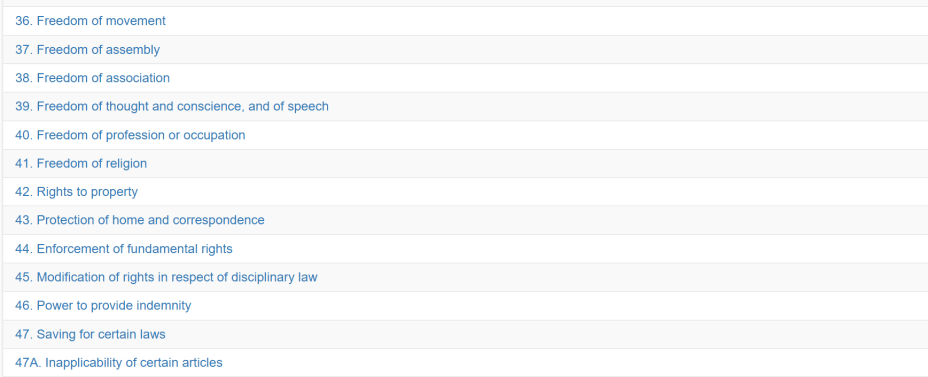 36. Freedom of movement
37. Freedom of assembly
38. Freedom of association
39. Freedom of thought and conscience, and of speech
40. Freedom of profession or occupation
41. Freedom of religion
42. Rights to property
43. Protection of home and correspondence
44. Enforcement of fundamental rights
45. Modification of rights in respect of disciplinary law
46. Power to provide indemnity
47. Saving for certain laws
47A. Inapplicability of certain articles